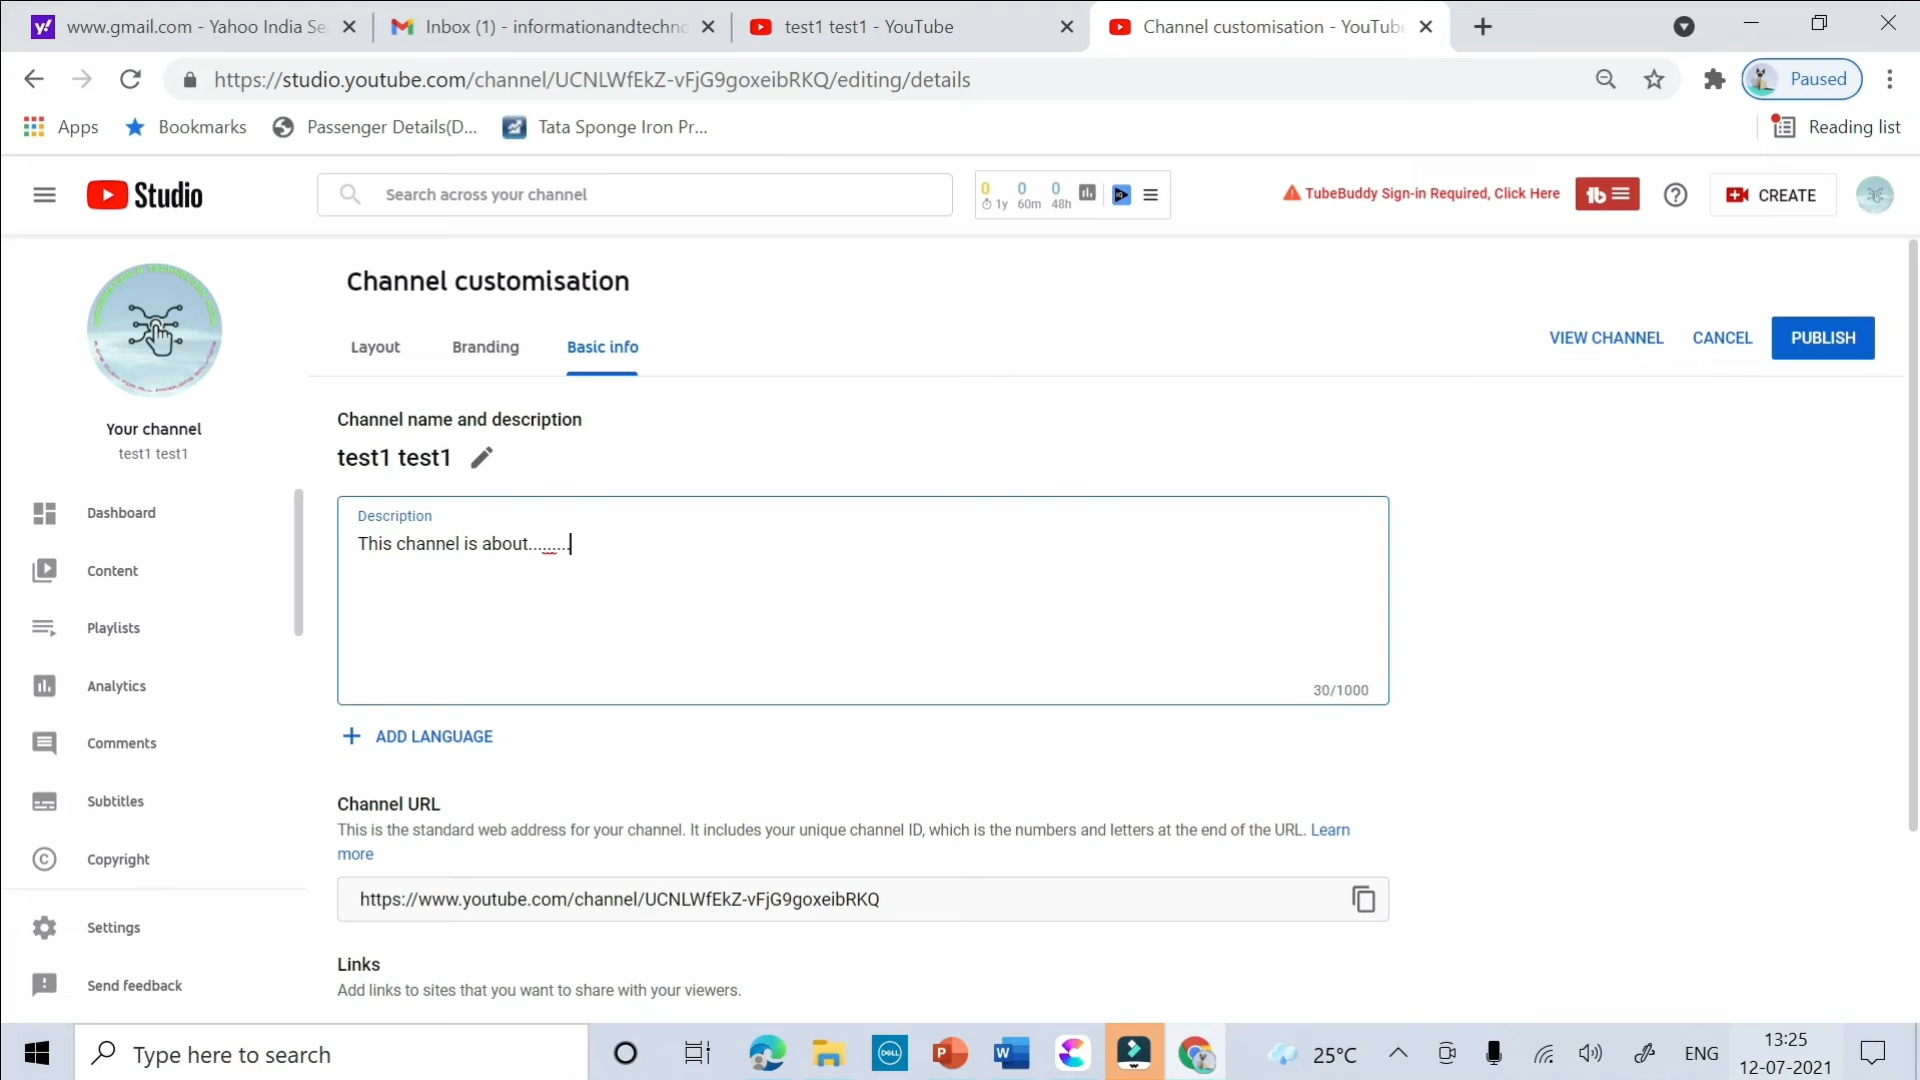 www.gmail.com - Yahoo India Se
Inbox (1) - informationandtechno
test1 test1 - YouTube
Channel customisation - YouTube
https://studio.youtube.com/channel/UCNLWfEkZ-vFjG9goxeibRKQ/editing/details
Paused
Apps
Bookmarks
Passenger Details(D...
Tata Sponge Iron Pr...
Reading list
Studio
Search across your channel
0 0 0
1y 60m 48h
TubeBuddy Sign-in Required, Click Here
CREATE
Channel customisation
Layout
Branding
Basic info
VIEW CHANNEL
CANCEL
PUBLISH
Your channel
test1 test1
Channel name and description
test1 test1
Description
This channel is about.........
30/1000
ADD LANGUAGE
Dashboard
Content
Playlists
Analytics
Comments
Subtitles
Copyright
Settings
Send feedback
Channel URL
This is the standard web address for your channel. It includes your unique channel ID, which is the numbers and letters at the end of the URL. Learn
more
https://www.youtube.com/channel/UCNLWfEkZ-vFjG9goxeibRKQ
Links
Add links to sites that you want to share with your viewers.
Type here to search
DELL
25°C
ENG
13:25
12-07-2021